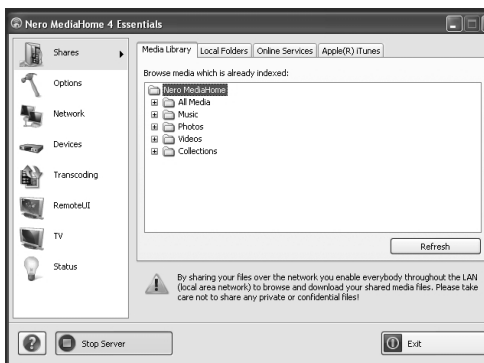 Nero MediaHome 4 Essentials
Shares
Options
Network
Devices
Transcoding
RemoteUI
TV
Status
Media Library Local Folders Online Services Apple(R) iTunes
Browse media which is already indexed:
Nero MediaHome
All Media
Music
Photos
Videos
Collections
Refresh
By sharing your files over the network you enable everybody throughout the LAN
(local area network) to browse and download your shared media files. Please take
care not to share any private or confidential files!
Stop Server
Exit